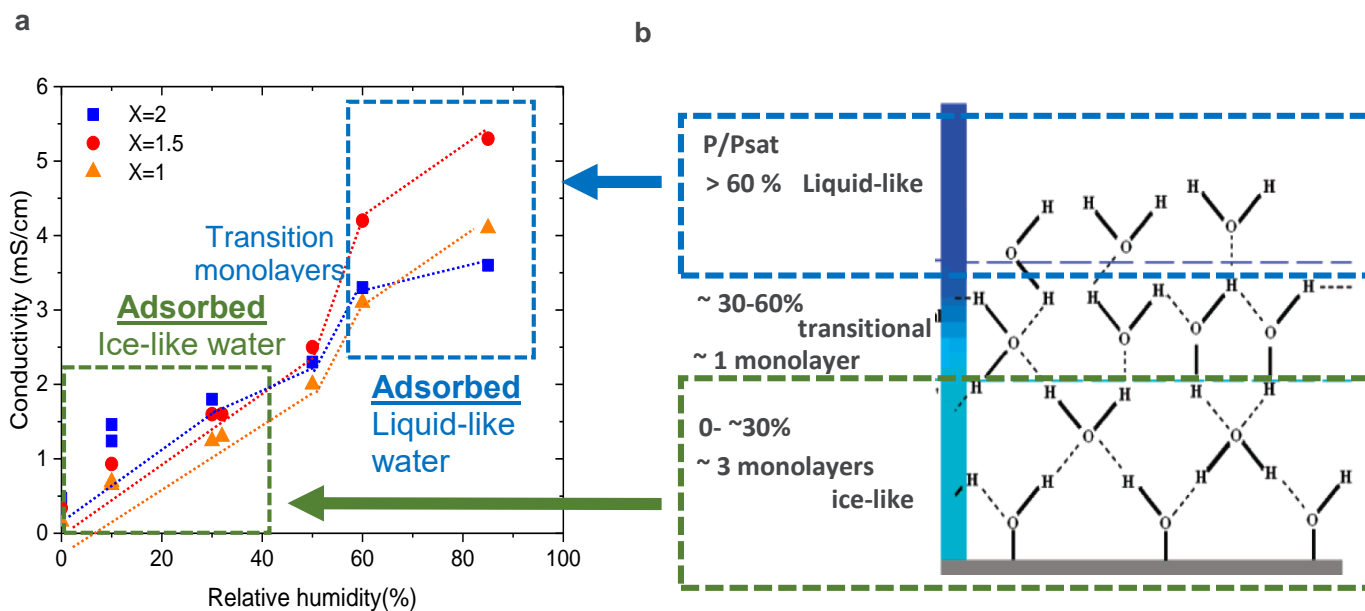 a
b
6
5
4
3
2
1
0
0
20
40
60
80
100
Conductivity (mS/cm)
Relative humidity(%)
X=2
X=1.5
X=1
Transition
monolayers
Adsorbed
Ice-like water
Adsorbed
Liquid-like
water
P/Psat
> 60 % Liquid-like
~ 30-60%
transitional
~ 1 monolayer
0- ~30%
~ 3 monolayers
ice-like
H H H H H
H
O O O
H H H H H H
O O O O
H H H H H
O O
H H H H H
O O O